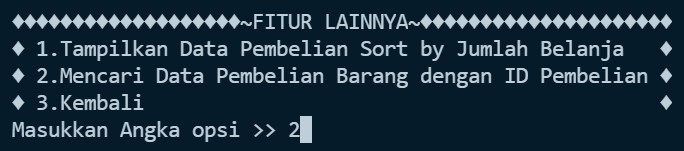 ♦♦♦♦♦♦♦♦♦♦♦♦♦♦♦♦♦♦♦~FITUR LAINNYA~♦♦♦♦♦♦♦♦♦♦♦♦♦♦♦♦♦♦♦♦♦
♦ 1.Tampilkan Data Pembelian Sort by Jumlah Belanja   ♦
♦ 2.Mencari Data Pembelian Barang dengan ID Pembelian ♦
♦ 3.Kembali                                           ♦
Masukkan Angka opsi >> 2